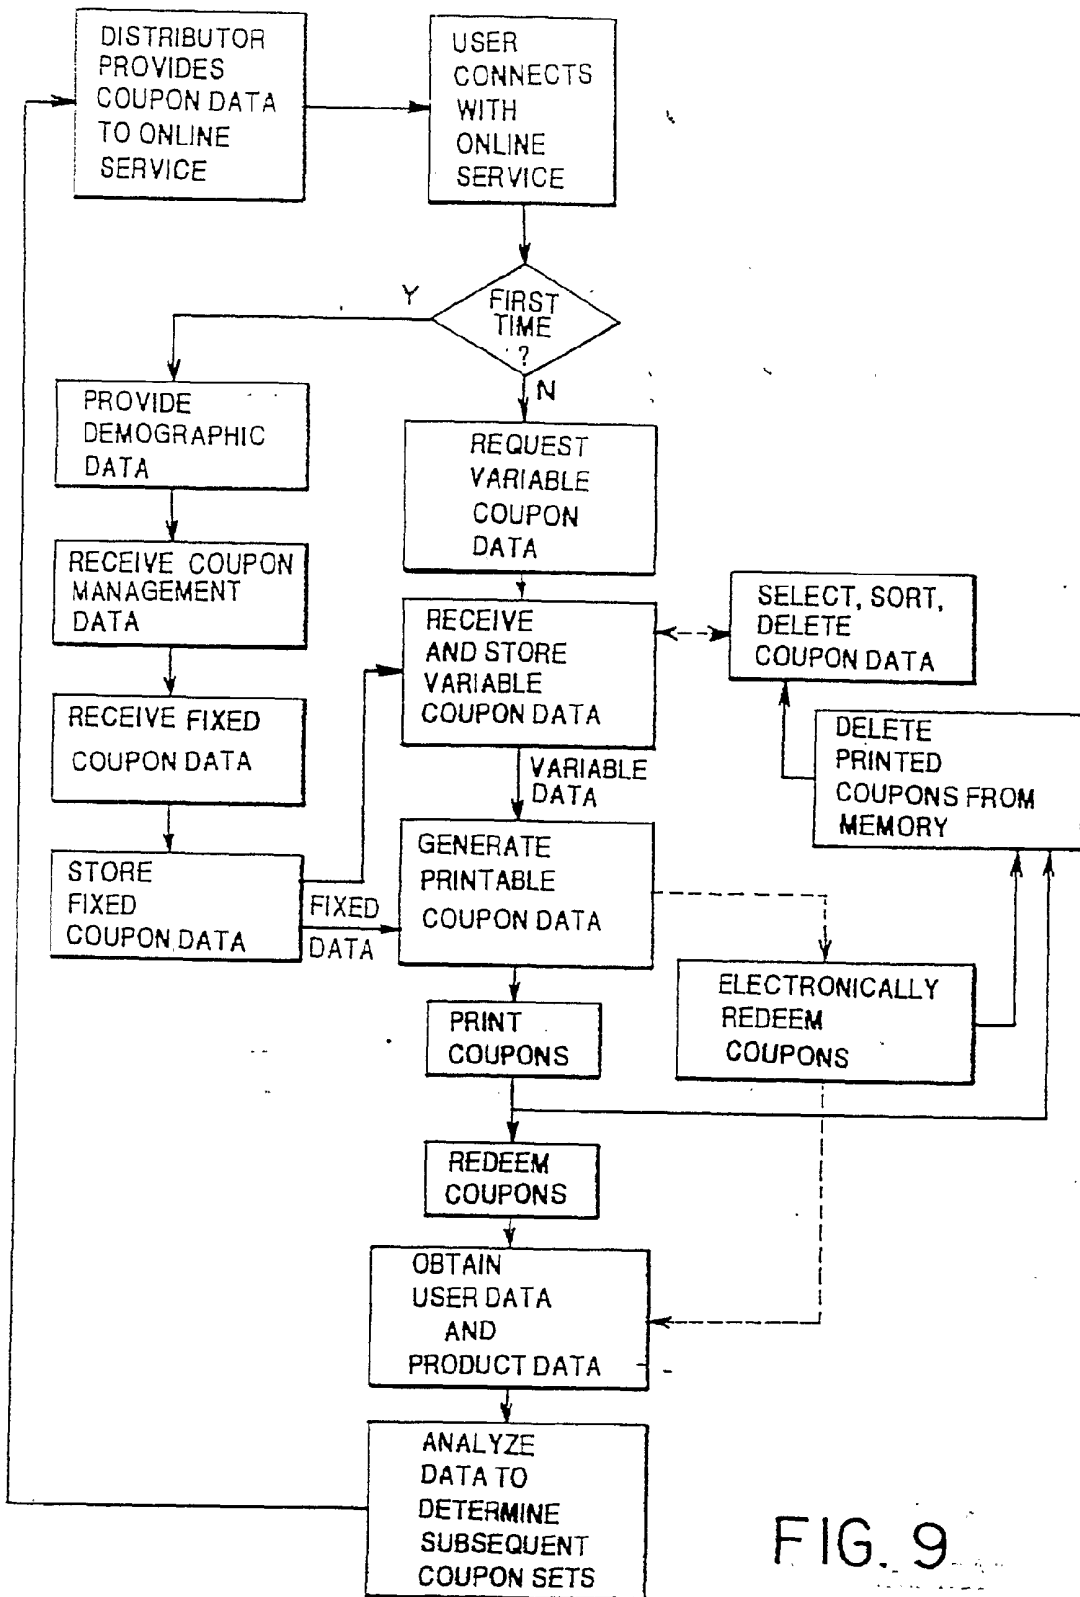 DISTRIBUTOR
PROVIDES
COUPON DATA
TO ONLINE
SERVICE
USER
CONNECTS
WITH
ONLINE
SERVICE
FIRST
TIME
?
Y
N
PROVIDE
DEMOGRAPHIC
DATA
REQUEST
VARIABLE
COUPON
DATA
RECEIVE COUPON
MANAGEMENT
DATA
RECEIVE
AND STORE
VARIABLE
COUPON DATA
SELECT, SORT,
DELETE
COUPON DATA
RECEIVE FIXED
COUPON DATA
DELETE
PRINTED
COUPONS FROM
MEMORY
VARIABLE
DATA
STORE
FIXED
COUPON DATA
FIXED
DATA
GENERATE
PRINTABLE
COUPON DATA
ELECTRONICALLY
REDEEM
COUPONS
PRINT
COUPONS
REDEEM
COUPONS
OBTAIN
USER DATA
AND
PRODUCT DATA
ANALYZE
DATA TO
DETERMINE
SUBSEQUENT
COUPON SETS
FIG. 9